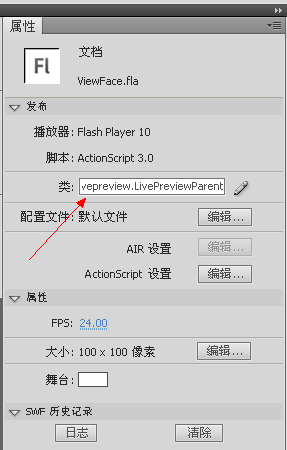 属性
Fl
文档
ViewFace.fla
发布
播放器: Flash Player 10
脚本: ActionScript 3.0
类: vepreview.LivePreviewParent
配置文件: 默认文件 编辑...
AIR 设置 编辑...
ActionScript 设置 编辑...
属性
FPS: 24.00
大小: 100 x 100 像素 编辑...
舞台:
SWF 历史记录
日志 清除